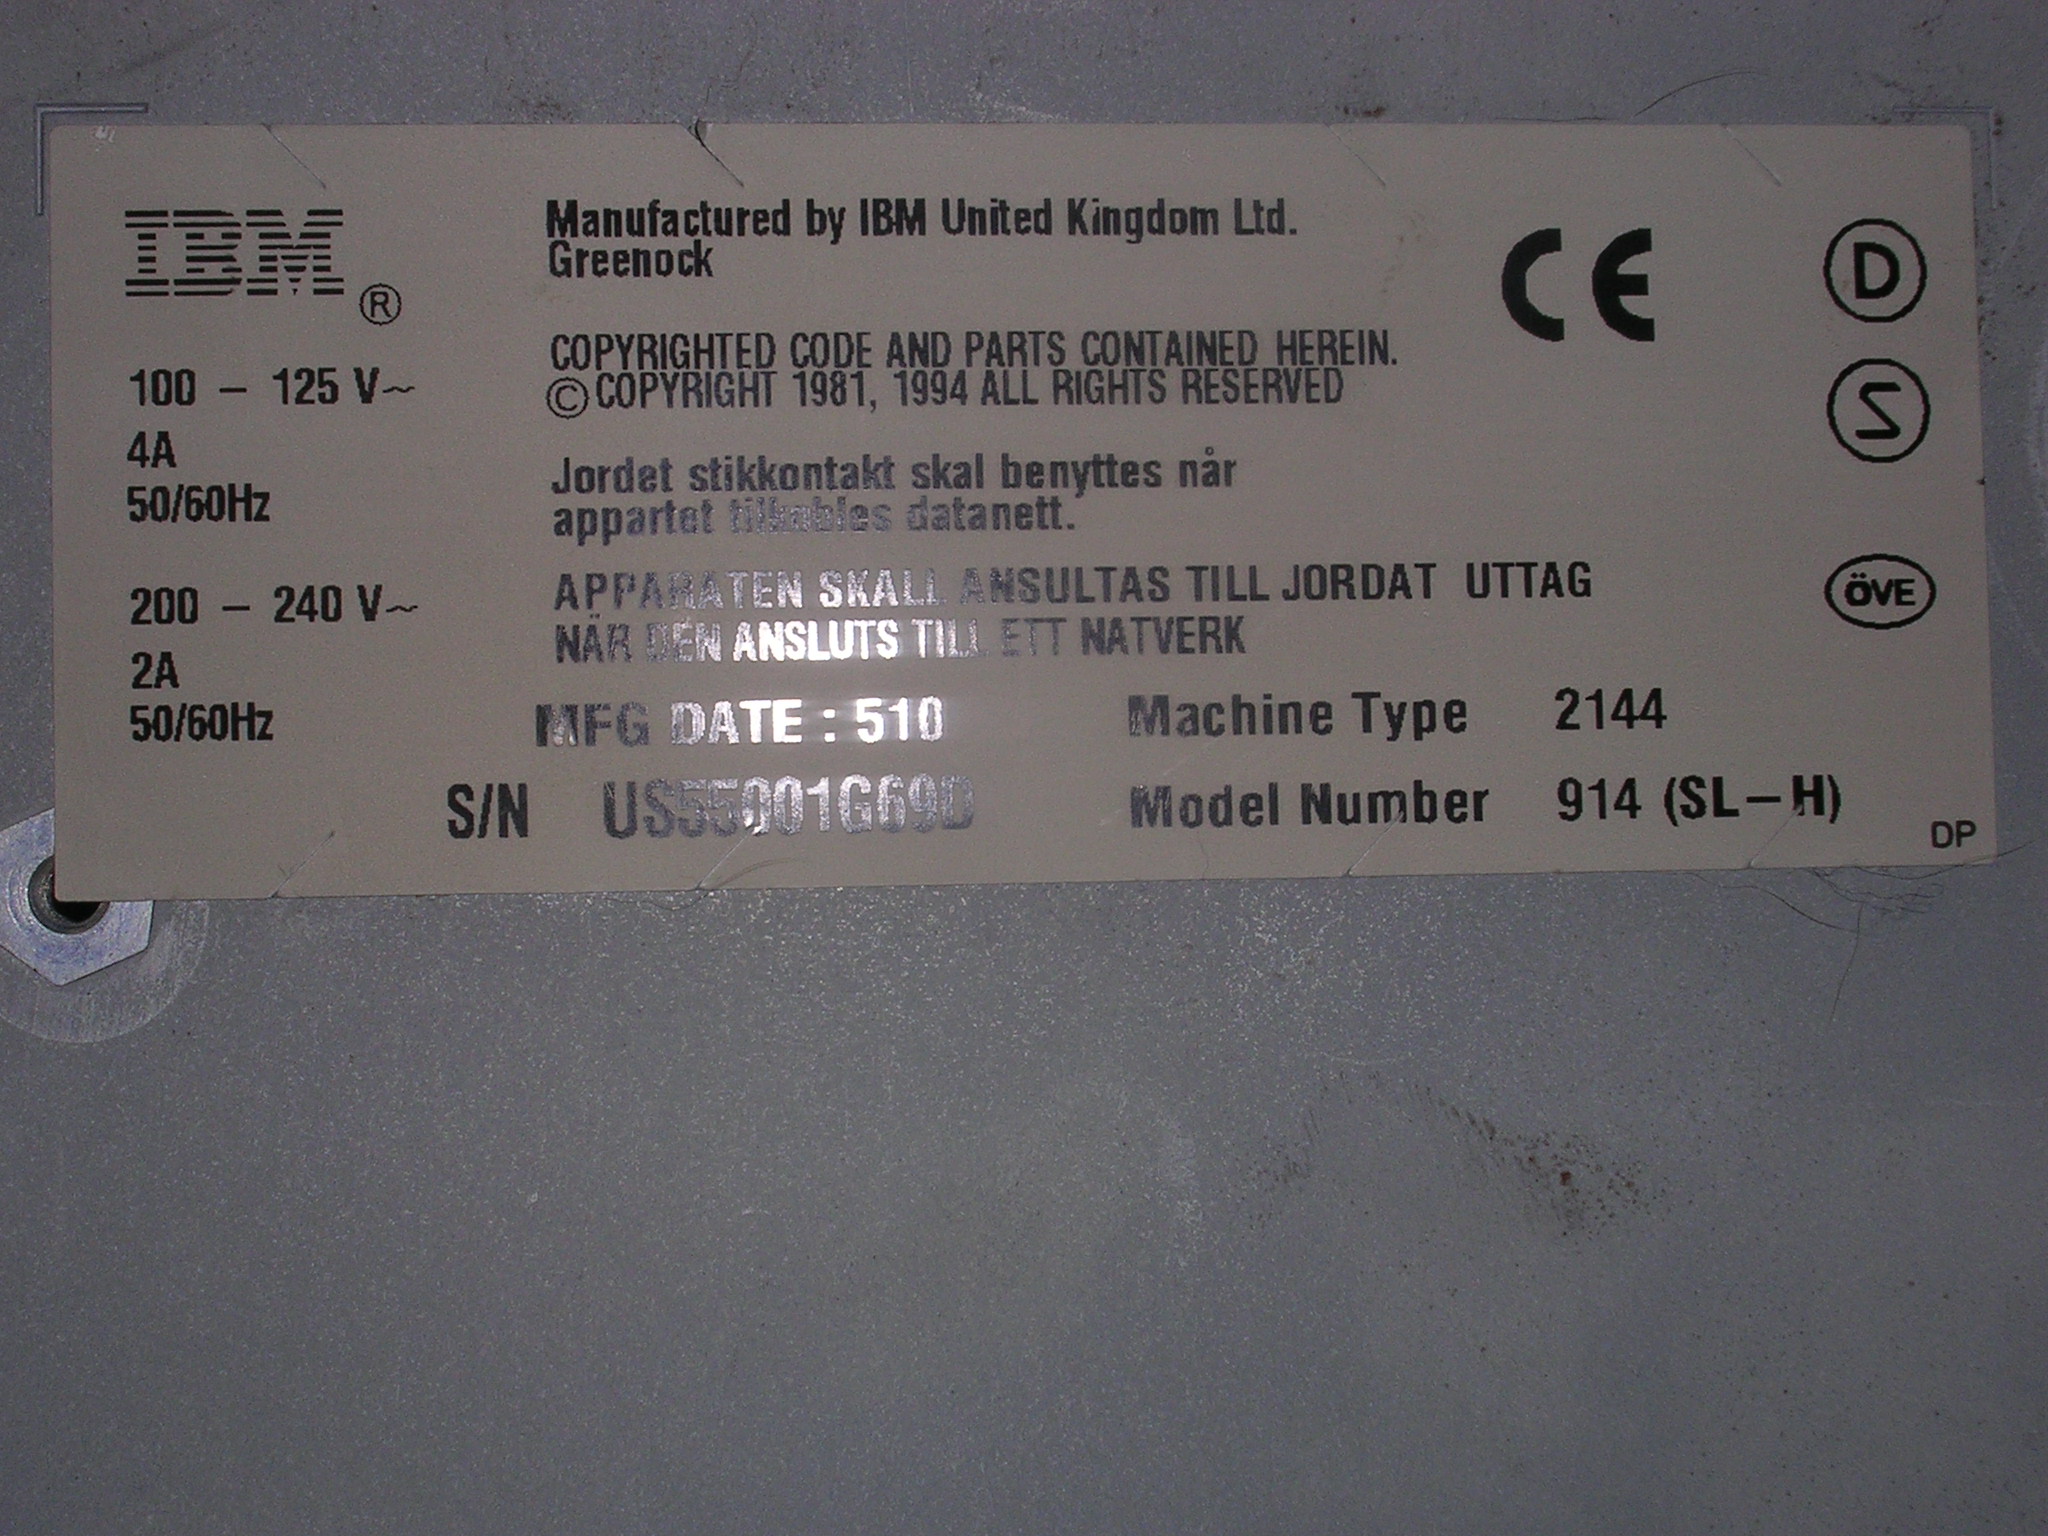 IBM ®
Manufactured by IBM United Kingdom Ltd.
Greenock
COPYRIGHTED CODE AND PARTS CONTAINED HEREIN.
© COPYRIGHT 1981, 1994 ALL RIGHTS RESERVED
100 – 125 V~
4A
50/60Hz
Jordet stikkontakt skal benyttes når
appartet tilkobles datanett.
200 – 240 V~
2A
50/60Hz
APPARATEN SKALL ANSULTAS TILL JORDAT UTTAG
NÄR DEN ANSLUTS TILL ETT NATVERK
MFG DATE : 510
Machine Type 2144
S/N US55001G69D
Model Number 914 (SL–H)
CE
D
S
ÖVE
DP